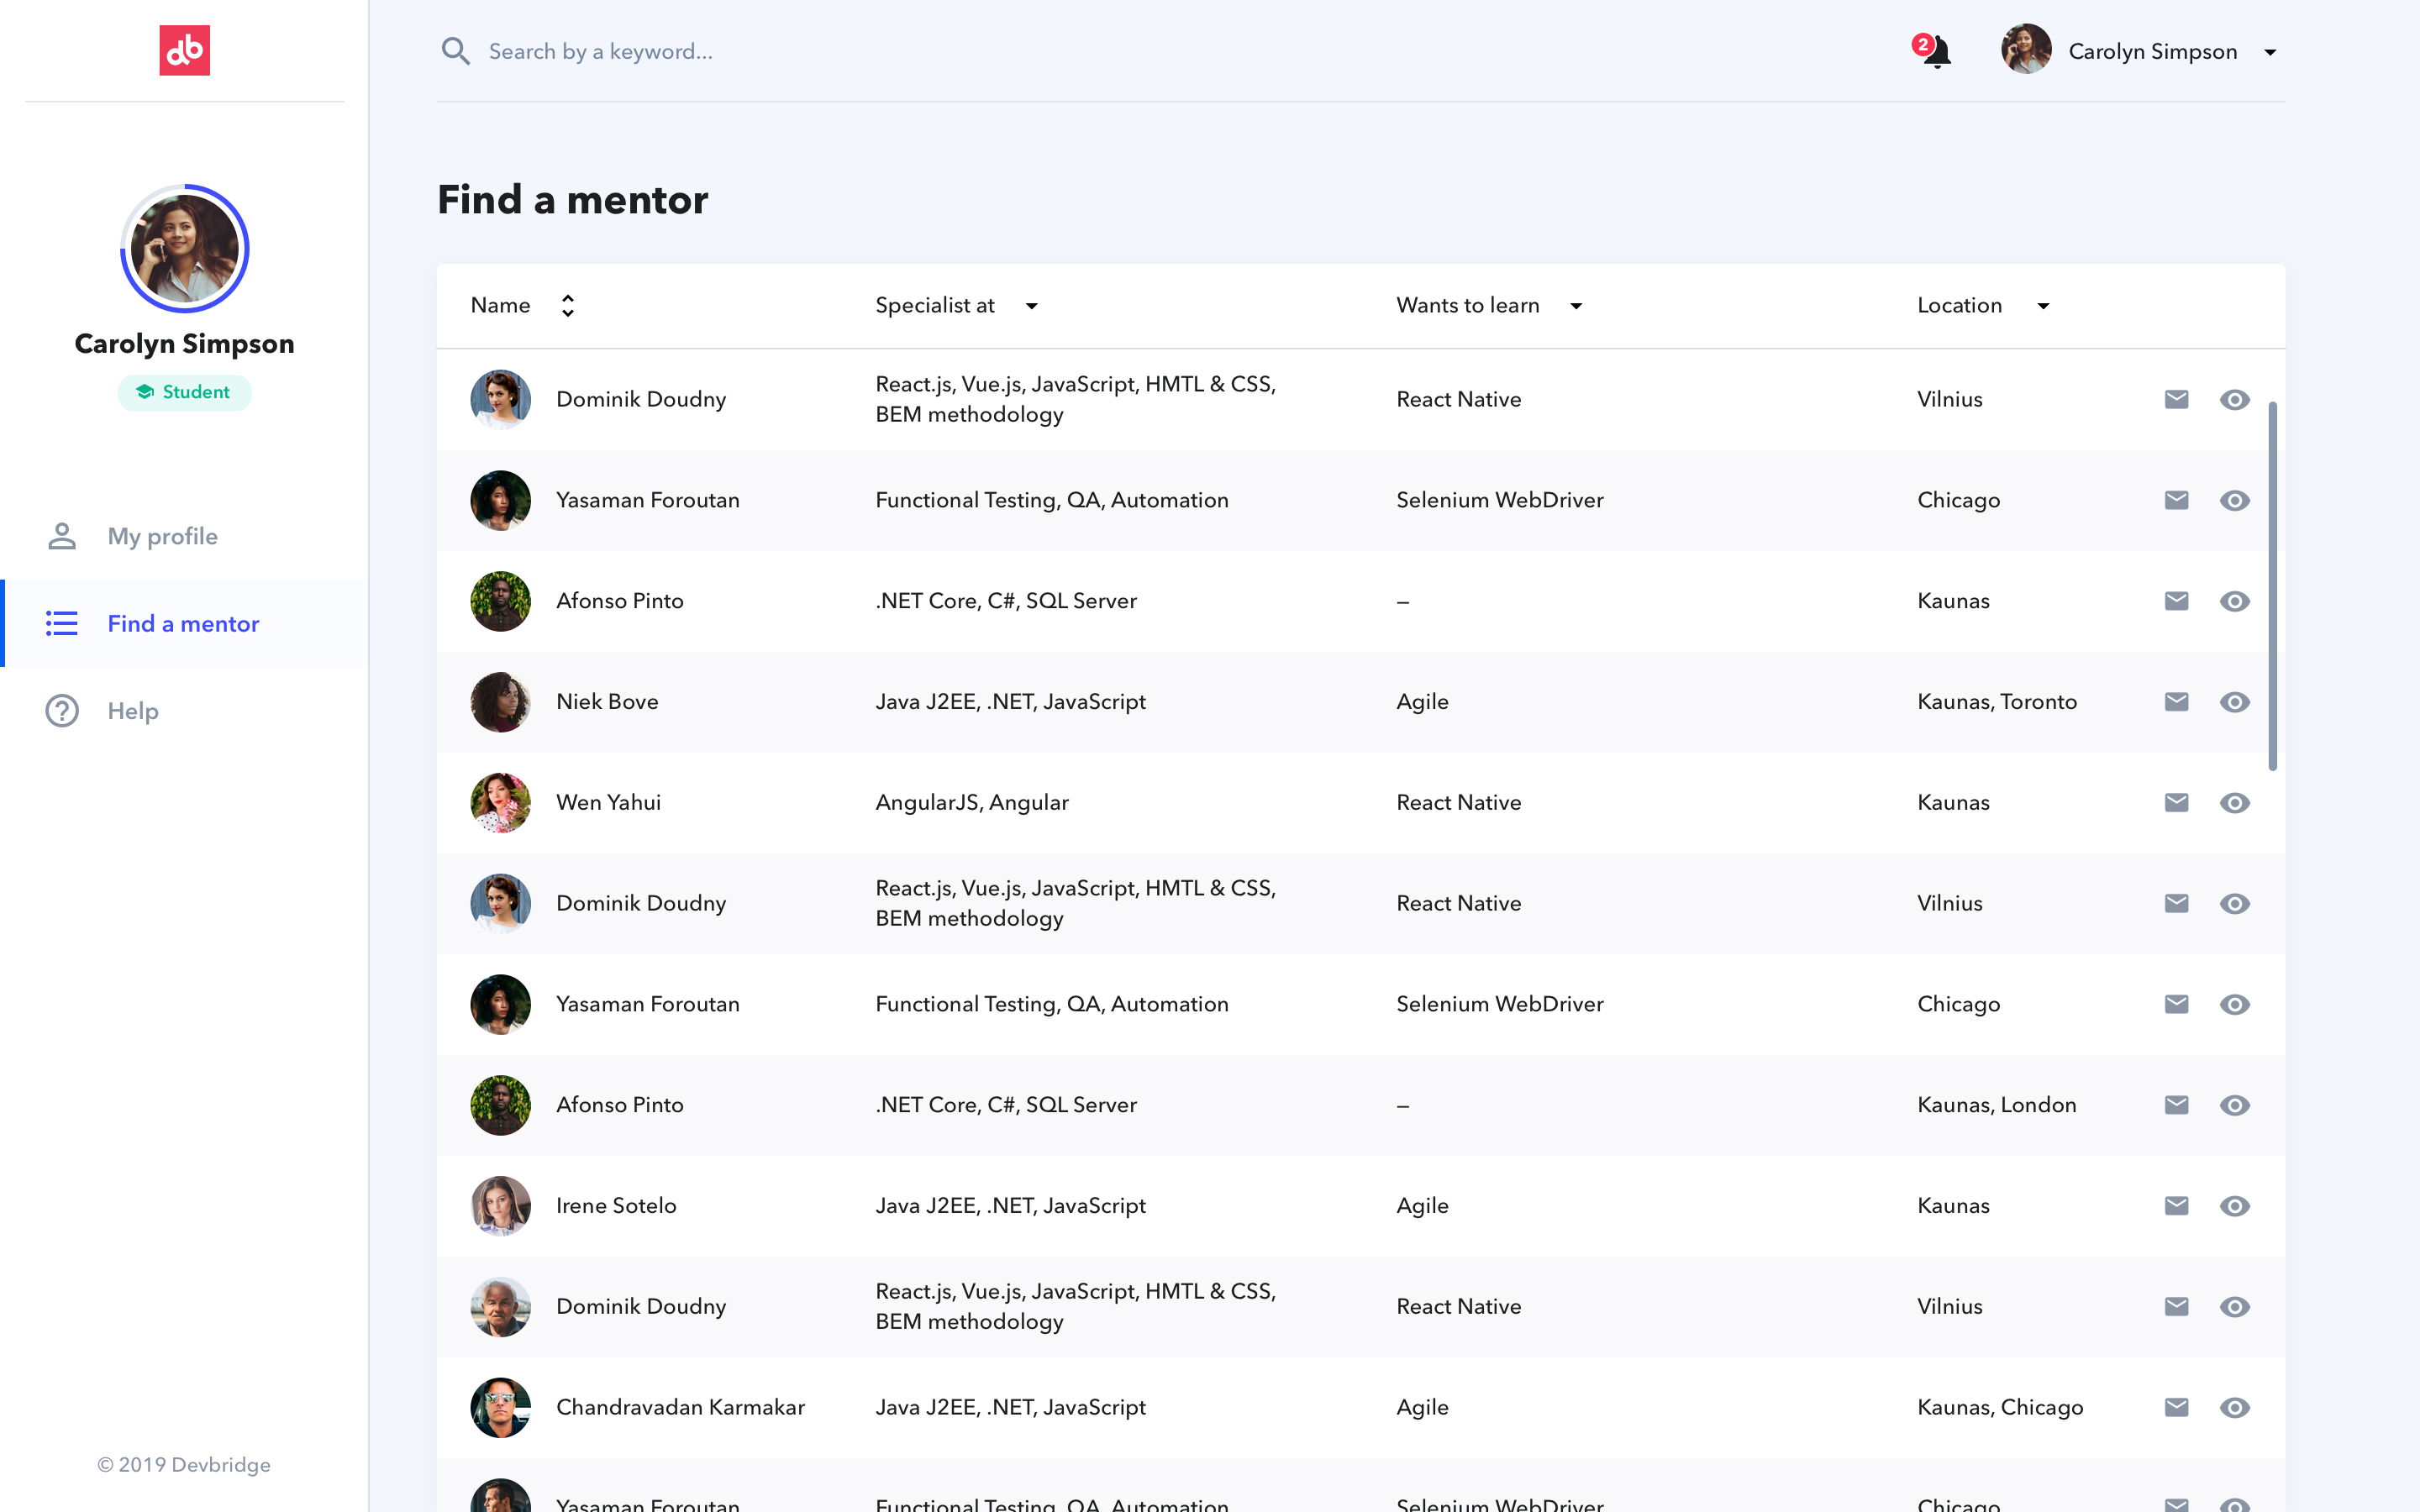 db
Search by a keyword...
2
Carolyn Simpson
Carolyn Simpson
Student
My profile
Find a mentor
Help
© 2019 Devbridge
Find a mentor
Name Specialist at Wants to learn Location
Dominik Doudny React.js, Vue.js, JavaScript, HMTL & CSS, React Native Vilnius
BEM methodology
Yasaman Foroutan Functional Testing, QA, Automation Selenium WebDriver Chicago
Afonso Pinto .NET Core, C#, SQL Server – Kaunas
Niek Bove Java J2EE, .NET, JavaScript Agile Kaunas, Toronto
Wen Yahui AngularJS, Angular React Native Kaunas
Dominik Doudny React.js, Vue.js, JavaScript, HMTL & CSS, React Native Vilnius
BEM methodology
Yasaman Foroutan Functional Testing, QA, Automation Selenium WebDriver Chicago
Afonso Pinto .NET Core, C#, SQL Server – Kaunas, London
Irene Sotelo Java J2EE, .NET, JavaScript Agile Kaunas
Dominik Doudny React.js, Vue.js, JavaScript, HMTL & CSS, React Native Vilnius
BEM methodology
Chandravadan Karmakar Java J2EE, .NET, JavaScript Agile Kaunas, Chicago
Yasaman Foroutan Functional Testing, QA, Automation Selenium WebDriver Chicago